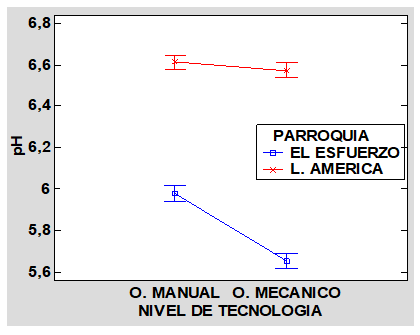 6,8
6,6
6,4
6,2
6
5,8
5,6
pH
PARROQUIA
EL ESFUERZO
L. AMERICA
O. MANUAL O. MECANICO
NIVEL DE TECNOLOGIA